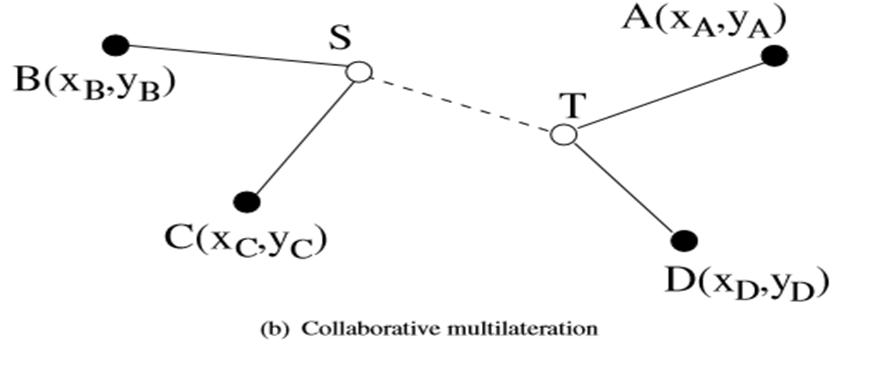 S
A(xA,yA)
B(xB,yB)
T
C(xC,yC)
D(xD,yD)
(b) Collaborative multilateration